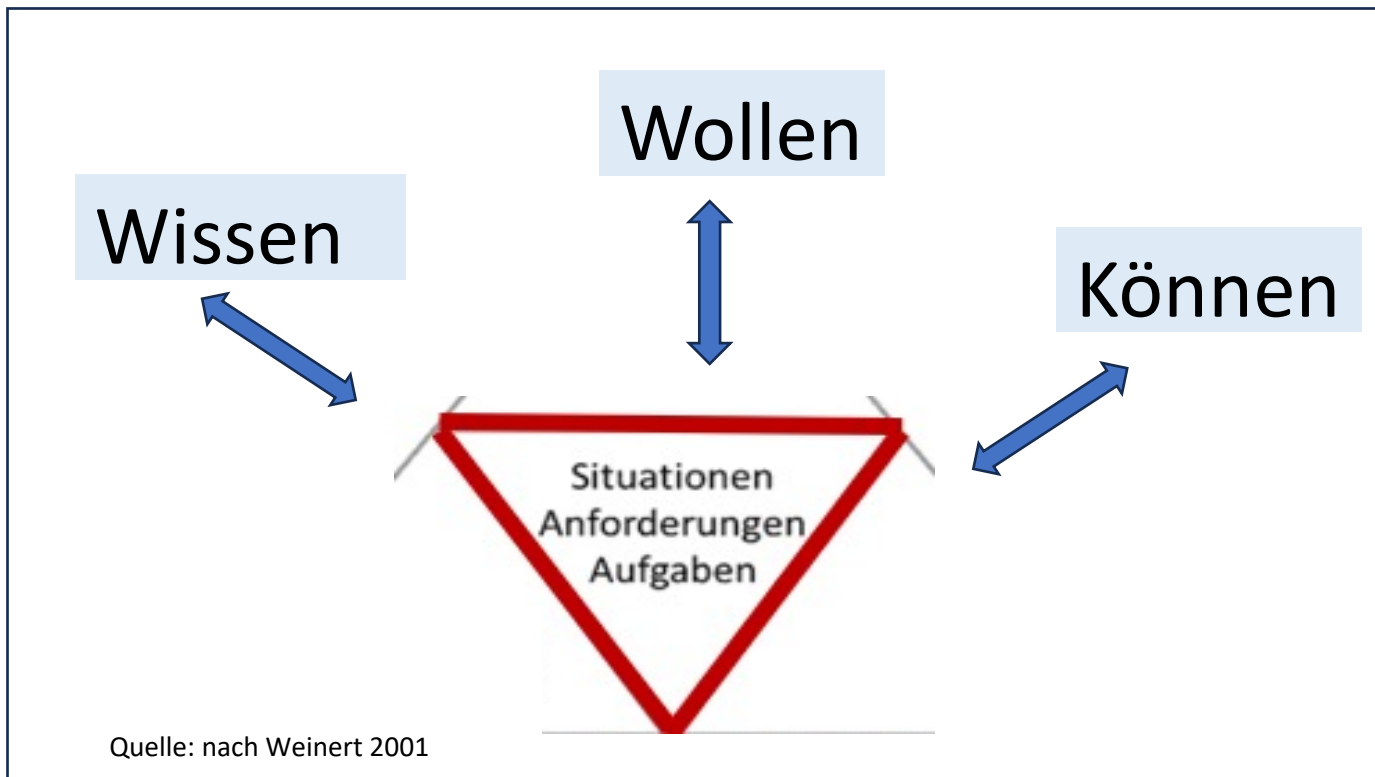 Wollen
Wissen
Können
Situationen
Anforderungen
Aufgaben
Quelle: nach Weinert 2001